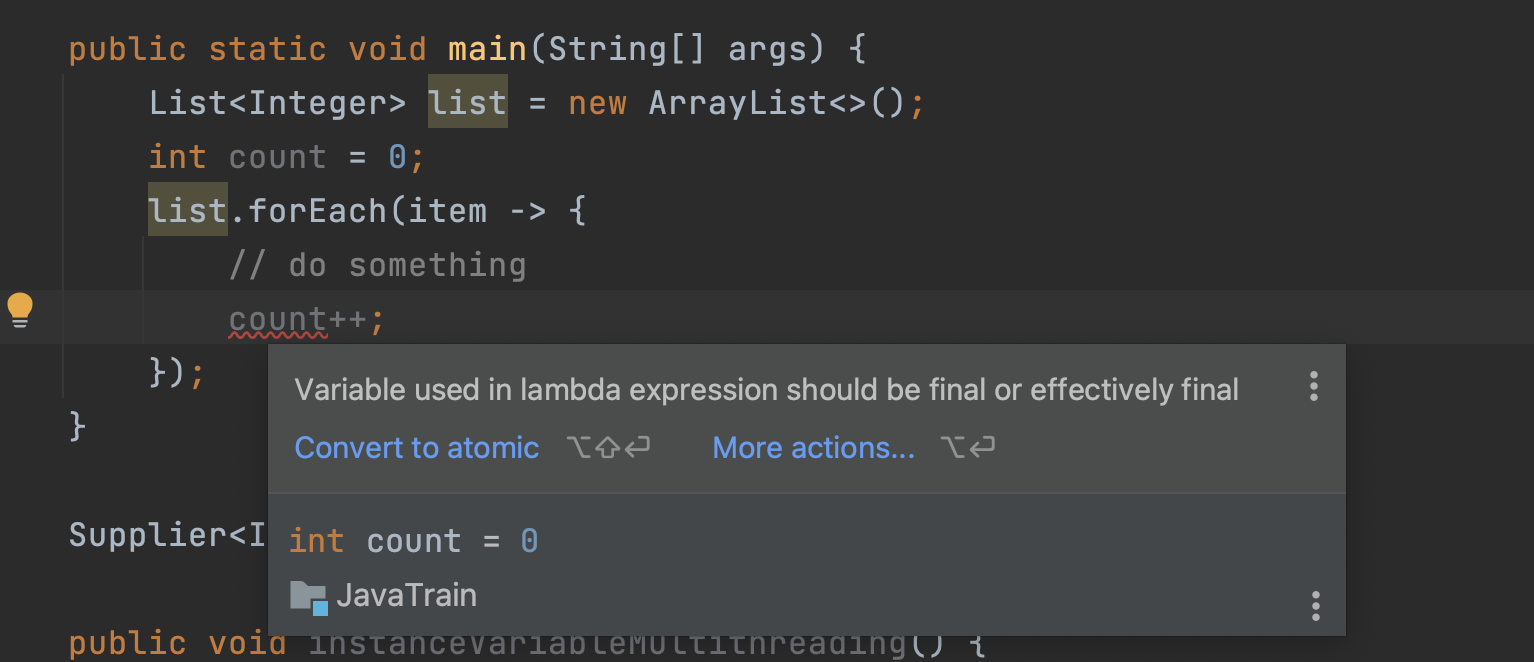 public static void main(String[] args) {
List<Integer> list = new ArrayList<>();
int count = 0;
list.forEach(item -> {
// do something
count++;
});
}
Variable used in lambda expression should be final or effectively final
Convert to atomic ⌥⇧⏎ More actions... ⌥⏎
int count = 0
JavaTrain
Supplier<I
public void instanceVariableMultithreading() {